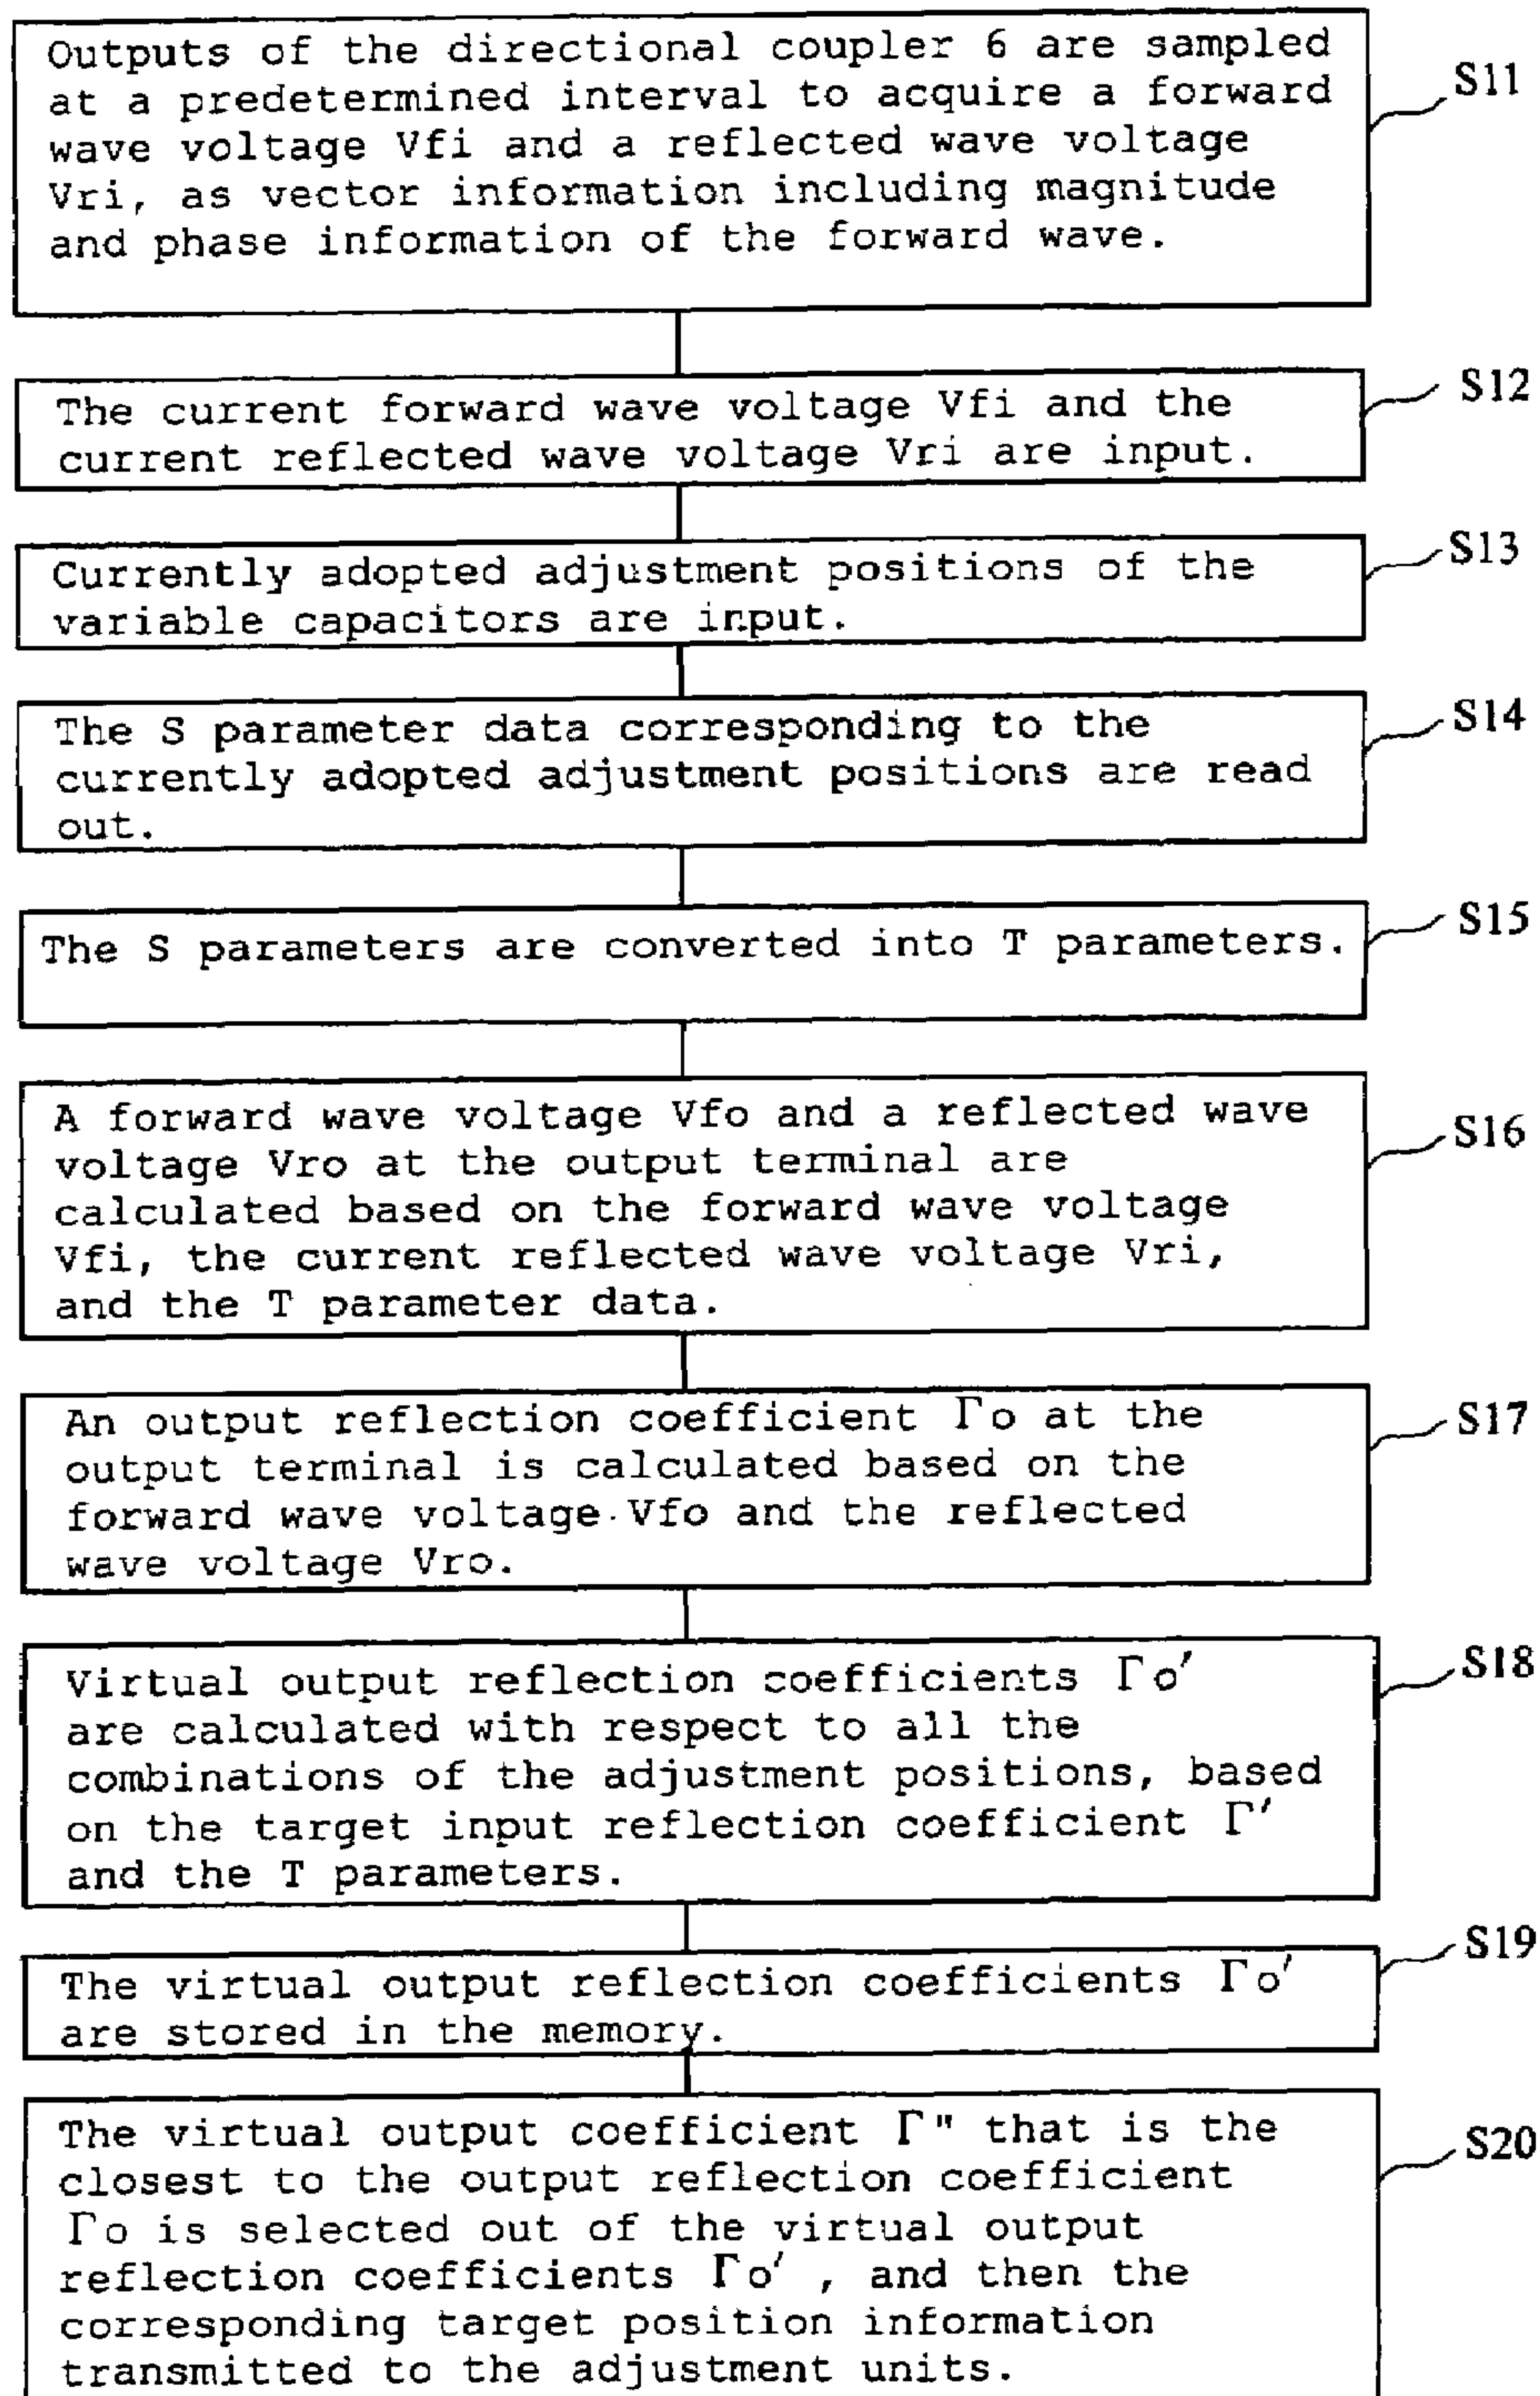 Outputs of the directional coupler 6 are sampled
at a predetermined interval to acquire a forward
wave voltage Vfi and a reflected wave voltage
Vri, as vector information including magnitude
and phase information of the forward wave.
S11
The current forward wave voltage Vfi and the
current reflected wave voltage Vri are input.
S12
Currently adopted adjustment positions of the
variable capacitors are input.
S13
The S parameter data corresponding to the
currently adopted adjustment positions are read
out.
S14
The S parameters are converted into T parameters.
S15
A forward wave voltage Vfo and a reflected wave
voltage Vro at the output terminal are
calculated based on the forward wave voltage
Vfi, the current reflected wave voltage Vri,
and the T parameter data.
S16
An output reflection coefficient Γo at the
output terminal is calculated based on the
forward wave voltage Vfo and the reflected
wave voltage Vro.
S17
Virtual output reflection coefficients Γo′
are calculated with respect to all the
combinations of the adjustment positions, based
on the target input reflection coefficient Γ′
and the T parameters.
S18
The virtual output reflection coefficients Γo′
are stored in the memory.
S19
The virtual output coefficient Γ" that is the
closest to the output reflection coefficient
Γo is selected out of the virtual output
reflection coefficients Γo′ , and then the
corresponding target position information
transmitted to the adjustment units.
S20